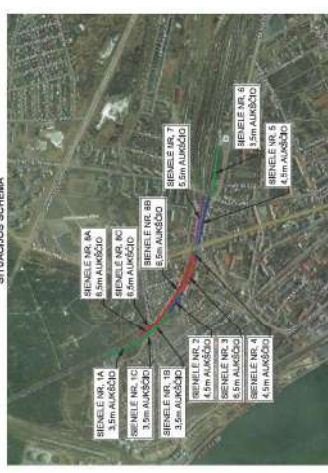 SITUACIJOS SCHEMA
SIENELĖ NR. 1A
3,5m AUKŠČIO
SIENELĖ NR. 1C
3,5m AUKŠČIO
SIENELĖ NR. 1B
3,5m AUKŠČIO
SIENELĖ NR. 8A
6,5m AUKŠČIO
SIENELĖ NR. 8C
6,5m AUKŠČIO
SIENELĖ NR. 8B
6,5m AUKŠČIO
SIENELĖ NR. 7
5,5m AUKŠČIO
SIENELĖ NR. 6
3,5m AUKŠČIO
SIENELĖ NR. 5
4,5m AUKŠČIO
SIENELĖ NR. 2
4,5m AUKŠČIO
SIENELĖ NR. 3
6,5m AUKŠČIO
SIENELĖ NR. 4
4,5m AUKŠČIO